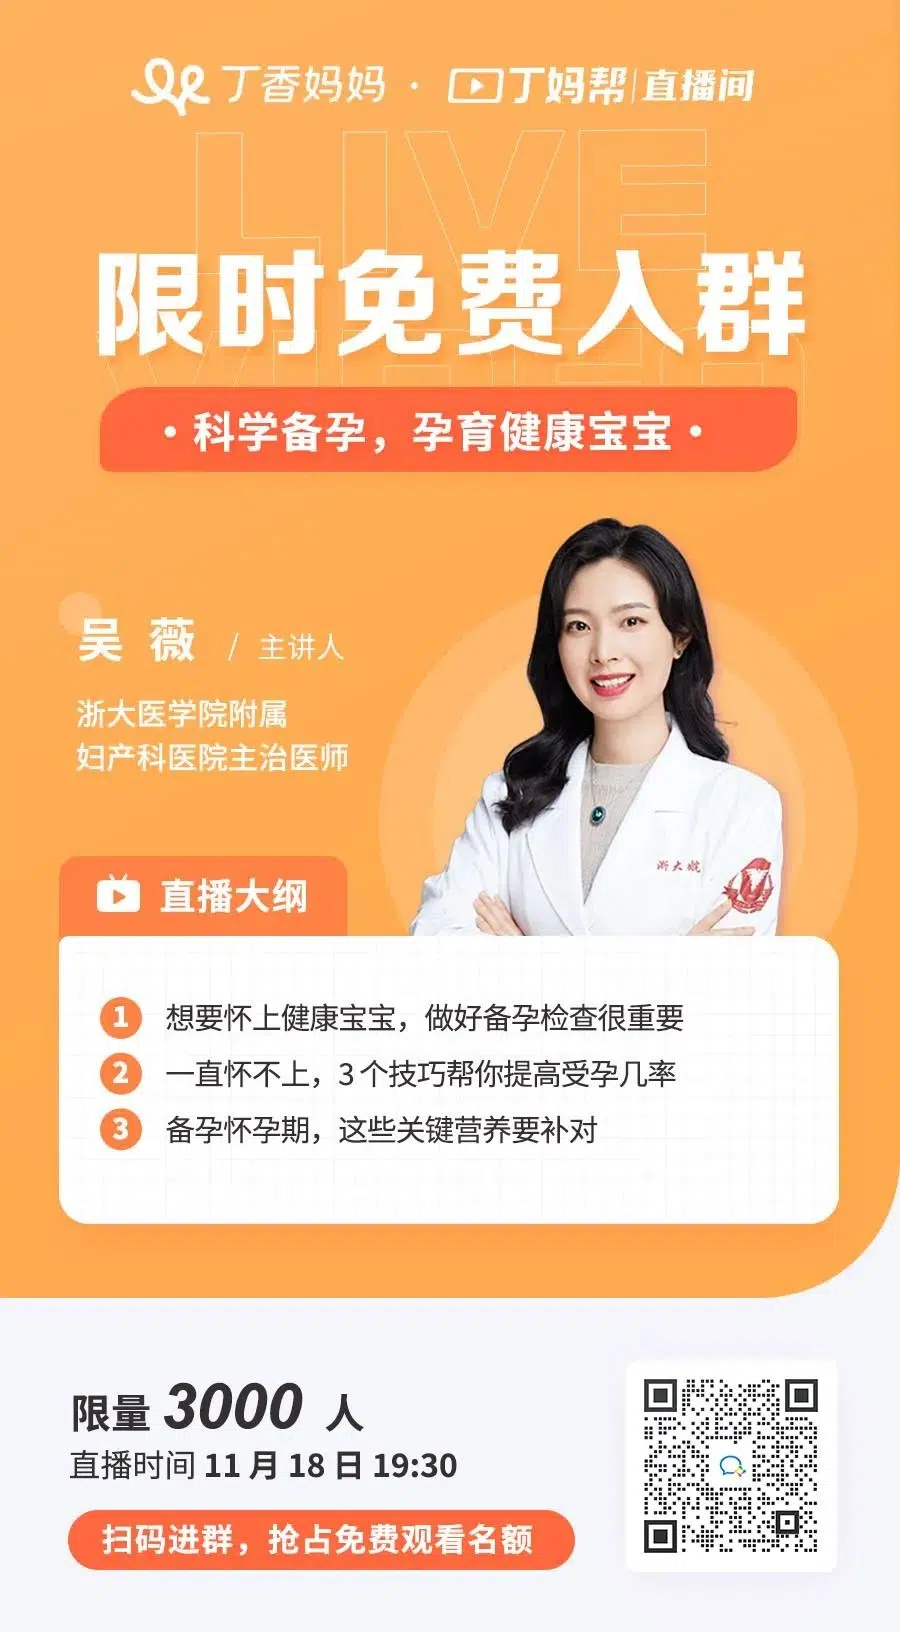 丁香妈妈 · 丁妈帮|直播间
LIVE
限时免费入群
·科学备孕，孕育健康宝宝·
吴 薇 / 主讲人
浙大医学院附属
妇产科医院主治医师
浙大妇
直播大纲
1 想要怀上健康宝宝，做好备孕检查很重要
2 一直怀不上，3个技巧帮你提高受孕几率
3 备孕怀孕期，这些关键营养要补对
限量 3000 人
直播时间 11 月 18 日 19:30
扫码进群，抢占免费观看名额